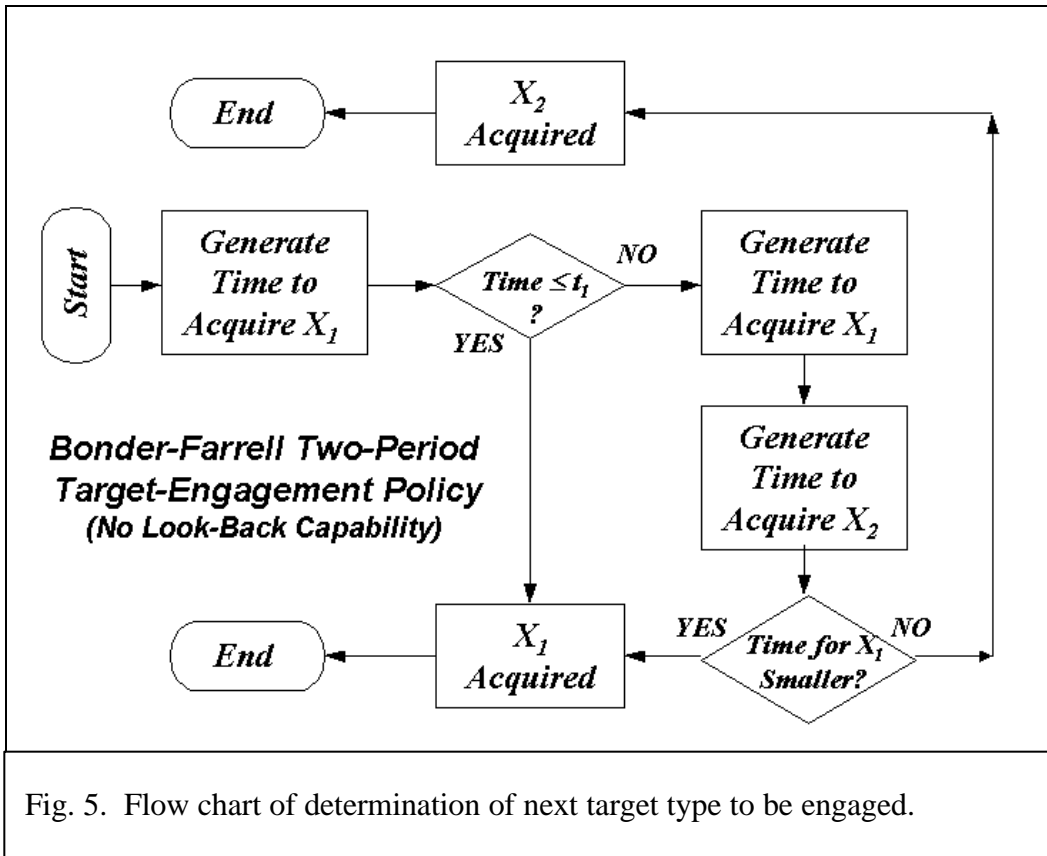 End
X₂
Acquired
Start
Generate
Time to
Acquire X₁
Time ≤ t₁
?
NO
YES
Generate
Time to
Acquire X₁
Generate
Time to
Acquire X₂
Bonder-Farrell Two-Period
Target-Engagement Policy
(No Look-Back Capability)
End
X₁
Acquired
YES
Time for X₁
Smaller?
NO
Fig. 5. Flow chart of determination of next target type to be engaged.